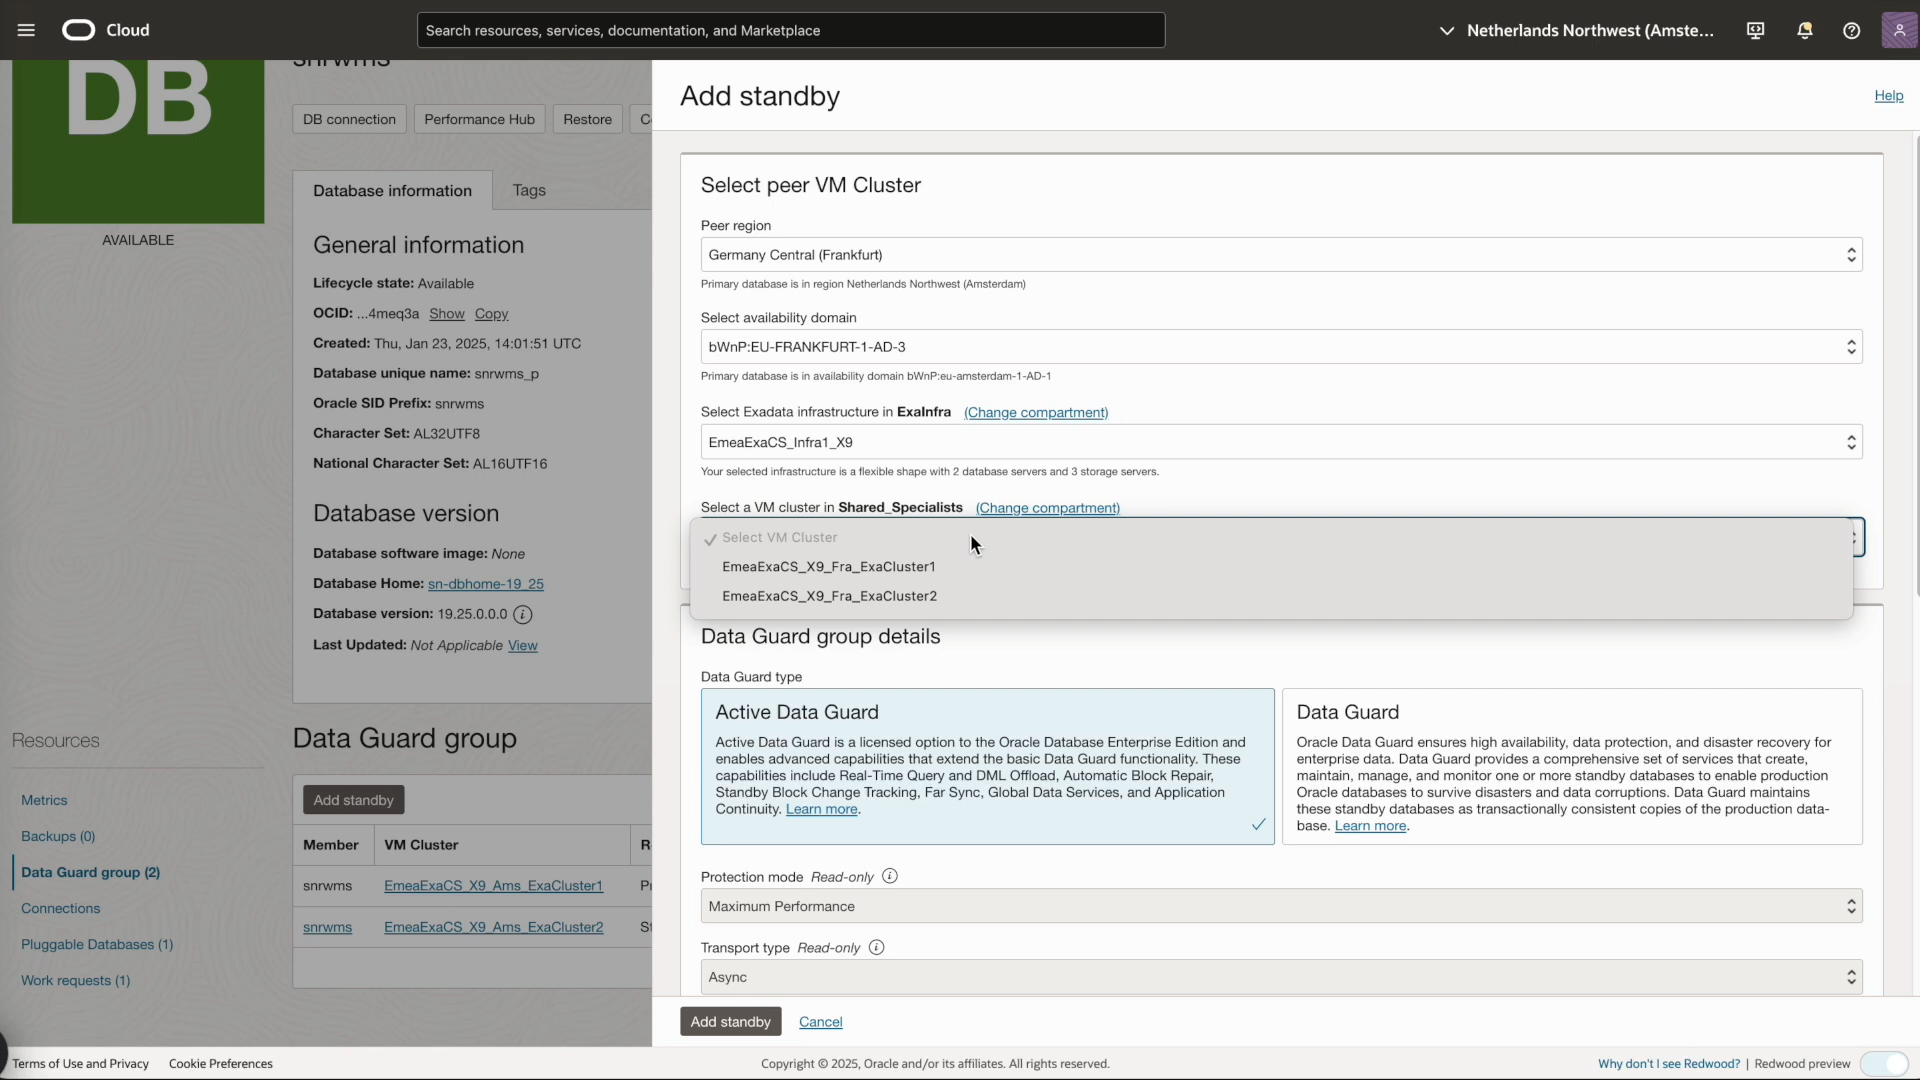 Cloud
Search resources, services, documentation, and Marketplace
Netherlands Northwest (Amste...
DB
AVAILABLE
snrwms
DB connection
Performance Hub
Restore
Database information
Tags
General information
Lifecycle state: Available
OCID: ...4meq3a Show Copy
Created: Thu, Jan 23, 2025, 14:01:51 UTC
Database unique name: snrwms_p
Oracle SID Prefix: snrwms
Character Set: AL32UTF8
National Character Set: AL16UTF16
Database version
Database software image: None
Database Home: sn-dbhome-19_25
Database version: 19.25.0.0.0
Last Updated: Not Applicable View
Resources
Metrics
Backups (0)
Data Guard group (2)
Connections
Pluggable Databases (1)
Work requests (1)
Data Guard group
Add standby
Member VM Cluster
snrwms EmeaExaCS_X9_Ams_ExaCluster1
snrwms EmeaExaCS_X9_Ams_ExaCluster2
Add standby
Help
Select peer VM Cluster
Peer region
Germany Central (Frankfurt)
Primary database is in region Netherlands Northwest (Amsterdam)
Select availability domain
bWnP:EU-FRANKFURT-1-AD-3
Primary database is in availability domain bWnP:eu-amsterdam-1-AD-1
Select Exadata infrastructure in ExaInfra (Change compartment)
EmeaExaCS_Infra1_X9
Your selected infrastructure is a flexible shape with 2 database servers and 3 storage servers.
Select a VM cluster in Shared_Specialists (Change compartment)
Select VM Cluster
EmeaExaCS_X9_Fra_ExaCluster1
EmeaExaCS_X9_Fra_ExaCluster2
Data Guard group details
Data Guard type
Active Data Guard
Active Data Guard is a licensed option to the Oracle Database Enterprise Edition and
enables advanced capabilities that extend the basic Data Guard functionality. These
capabilities include Real-Time Query and DML Offload, Automatic Block Repair,
Standby Block Change Tracking, Far Sync, Global Data Services, and Application
Continuity. Learn more.
Data Guard
Oracle Data Guard ensures high availability, data protection, and disaster recovery for
enterprise data. Data Guard provides a comprehensive set of services that create,
maintain, manage, and monitor one or more standby databases to enable production
Oracle databases to survive disasters and data corruptions. Data Guard maintains
these standby databases as transactionally consistent copies of the production data-
base. Learn more.
Protection mode Read-only
Maximum Performance
Transport type Read-only
Async
Add standby
Cancel
Terms of Use and Privacy
Cookie Preferences
Copyright © 2025, Oracle and/or its affiliates. All rights reserved.
Why don't I see Redwood? | Redwood preview